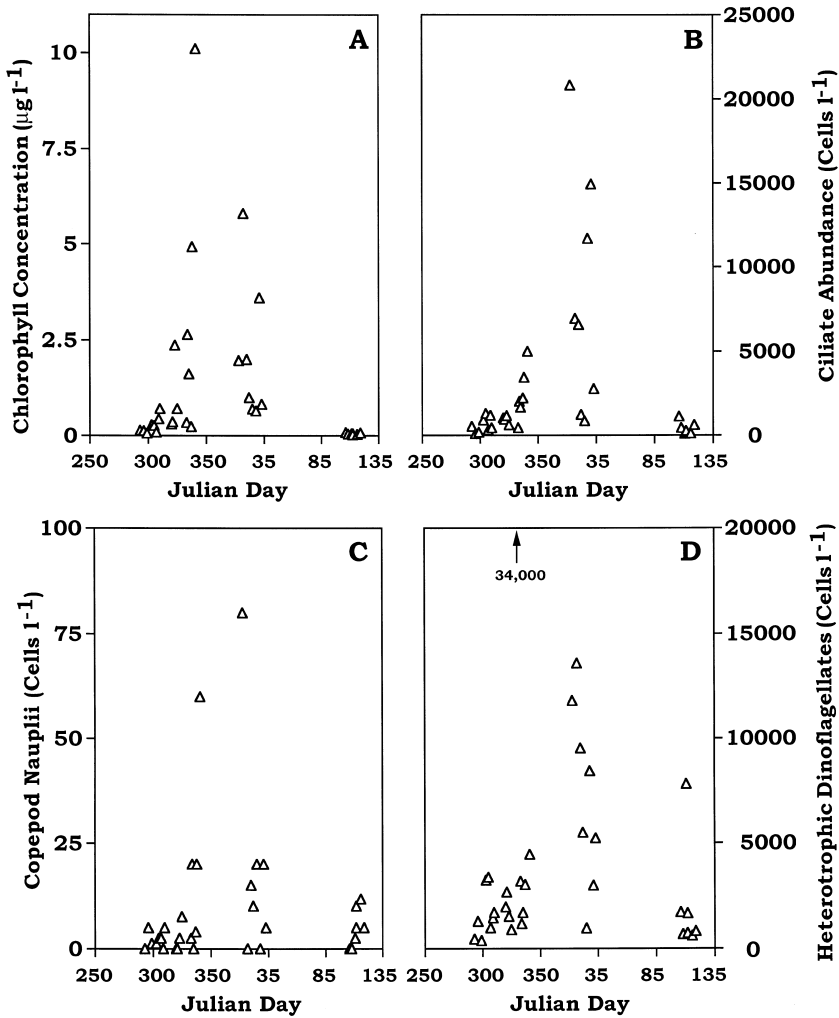 A
Chlorophyll Concentration (µg l-1)
10
7.5
5
2.5
0
250 300 350 35 85 135
Julian Day
B
Ciliate Abundance (Cells l-1)
25000
20000
15000
10000
5000
0
250 300 350 35 85 135
Julian Day
C
Copepod Nauplii (Cells l-1)
100
75
50
25
0
250 300 350 35 85 135
Julian Day
D
34,000
Heterotrophic Dinoflagellates (Cells l-1)
20000
15000
10000
5000
0
250 300 350 35 85 135
Julian Day